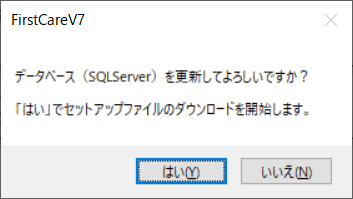 FirstCareV7
データベース（SQLServer）を更新してよろしいですか？
「はい」でセットアップファイルのダウンロードを開始します。
はい(Y)
いいえ(N)